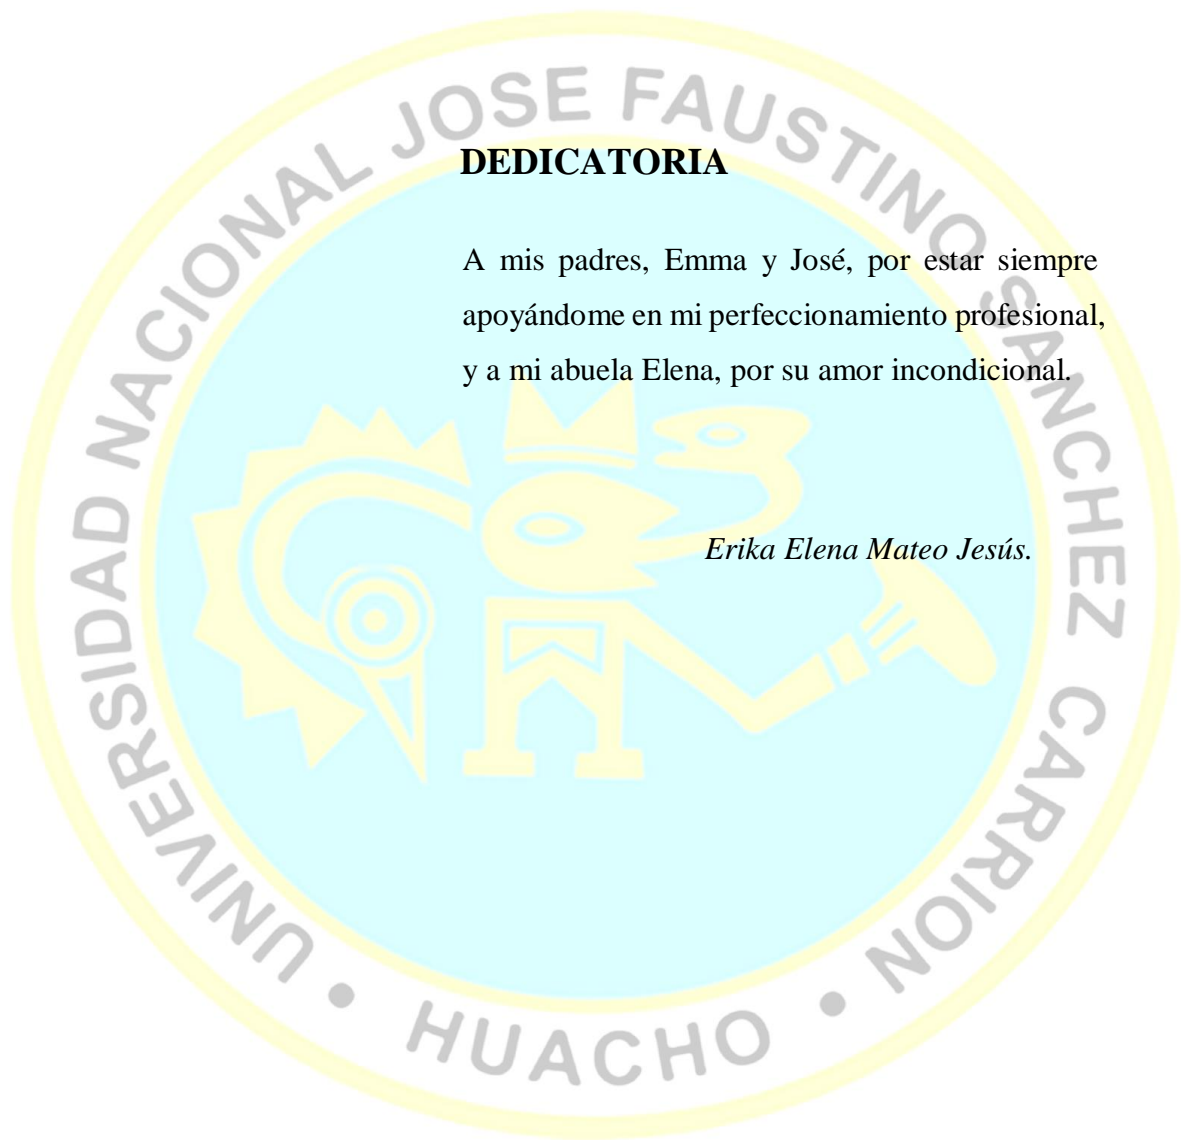 UNIVERSIDAD NACIONAL JOSE FAUSTINO SANCHEZ CARRION
• HUACHO •
DEDICATORIA
A mis padres, Emma y José, por estar siempre
apoyándome en mi perfeccionamiento profesional,
y a mi abuela Elena, por su amor incondicional.
Erika Elena Mateo Jesús.